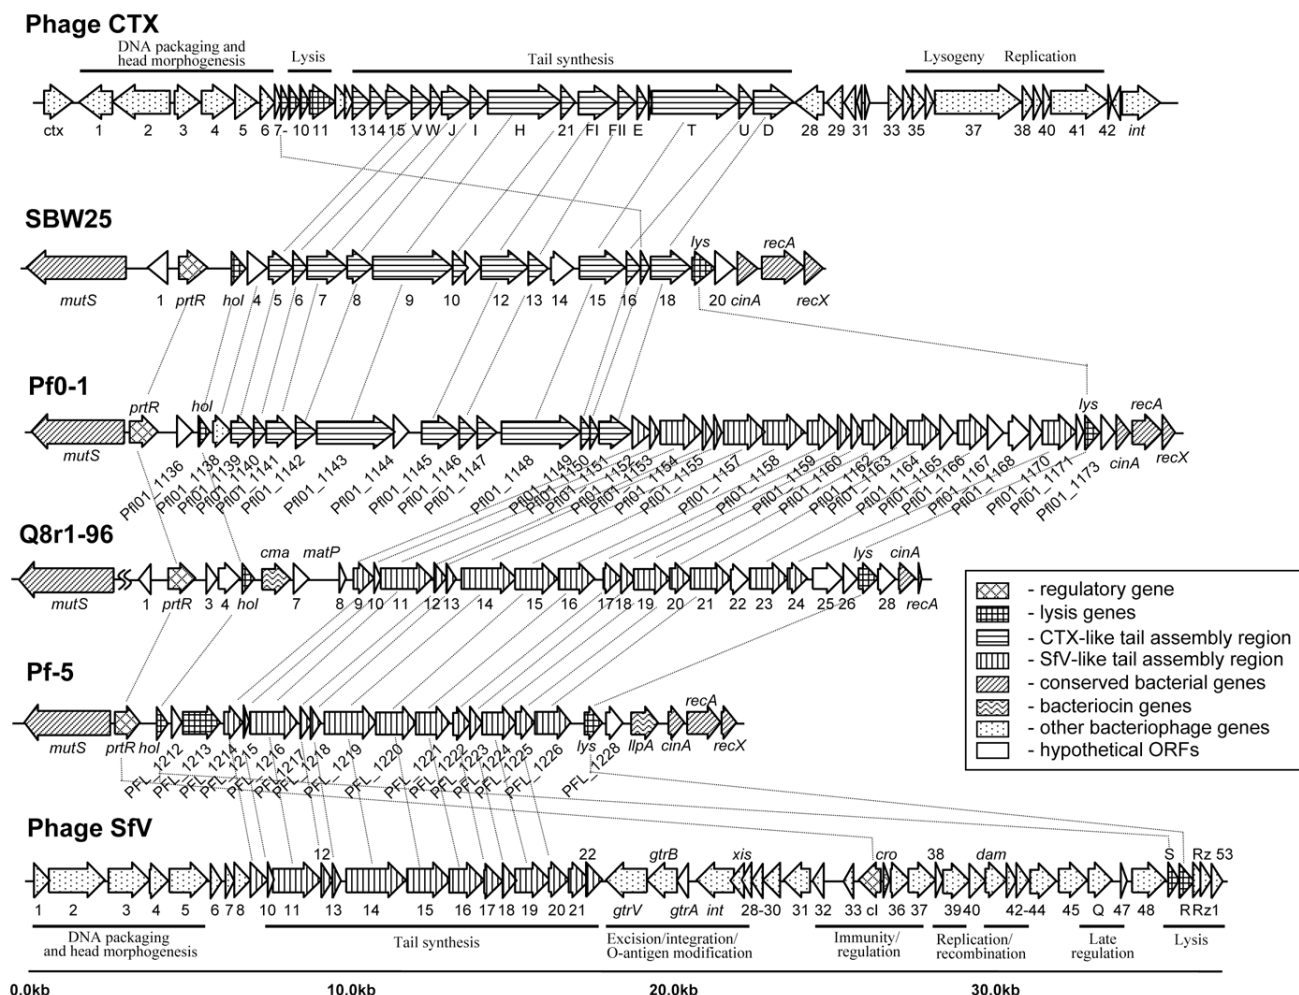 Phage CTX
DNA packaging and
head morphogenesis
Lysis
Tail synthesis
Lysogeny
Replication
ctx 1 2 3 4 5 6 7- 10 11 13 14 15 V W J I H 21 FI FII E T U D 28 29 31 33 35 37 38 40 41 42 int
SBW25
lys recA
mutS 1 prtR hol 4 5 6 7 8 9 10 12 13 14 15 16 18 20 cinA recX
Pf0-1
prtR hol lys recA
mutS cinA recX
Pfl01_1136 Pfl01_1138 Pfl01_1139 Pfl01_1140 Pfl01_1141 Pfl01_1142 Pfl01_1143 Pfl01_1144 Pfl01_1145 Pfl01_1146 Pfl01_1147 Pfl01_1148 Pfl01_1149 Pfl01_1150 Pfl01_1151 Pfl01_1152 Pfl01_1153 Pfl01_1154 Pfl01_1155 Pfl01_1157 Pfl01_1158 Pfl01_1159 Pfl01_1160 Pfl01_1162 Pfl01_1163 Pfl01_1164 Pfl01_1165 Pfl01_1166 Pfl01_1167 Pfl01_1168 Pfl01_1170 Pfl01_1171 Pfl01_1173
Q8r1-96
cma matP lys cinA
mutS 1 prtR 3 4 hol 7 8 9 10 11 12 13 14 15 16 17 18 19 20 21 22 23 24 25 26 28 recA
- regulatory gene
- lysis genes
- CTX-like tail assembly region
- SfV-like tail assembly region
- conserved bacterial genes
- bacteriocin genes
- other bacteriophage genes
- hypothetical ORFs
Pf-5
recA
mutS prtR hol lys llpA cinA recX
PFL_1212 PFL_1213 PFL_1214 PFL_1215 PFL_1216 PFL_1217 PFL_1218 PFL_1219 PFL_1220 PFL_1221 PFL_1222 PFL_1223 PFL_1224 PFL_1225 PFL_1226 PFL_1228
Phage SfV
12 22 gtrB xis cro 38 dam S Rz 53
1 2 3 4 5 6 7 8 10 11 13 14 15 16 17 18 19 20 21 gtrV gtrA int 28-30 31 32 33 cI 36 37 39 40 42-44 45 Q 47 48 R Rz1
DNA packaging
and head morphogenesis
Tail synthesis
Excision/integration/
O-antigen modification
Immunity/
regulation
Replication/
recombination
Late
regulation
Lysis
0.0kb 10.0kb 20.0kb 30.0kb